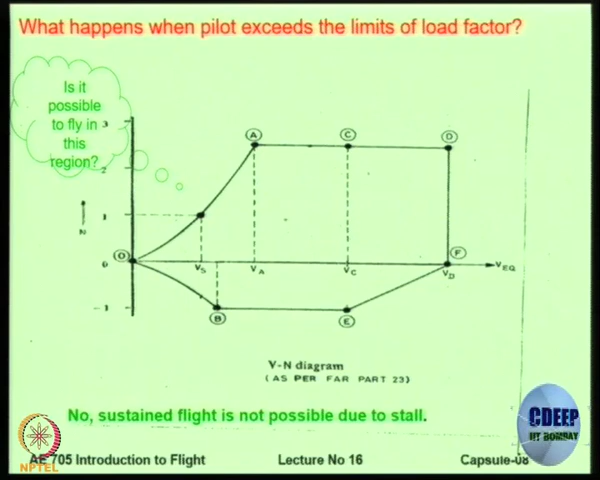 What happens when pilot exceeds the limits of load factor?
Is it
possible
to fly in
this
region?
3
2
1
0
-1
N
A
C
D
O
F
B
E
VS
VA
VC
VD
VEQ
V-N diagram
(AS PER FAR PART 23)
No, sustained flight is not possible due to stall.
CDEEP
IIT BOMBAY
NPTEL
AE 705 Introduction to Flight
Lecture No 16
Capsule-08